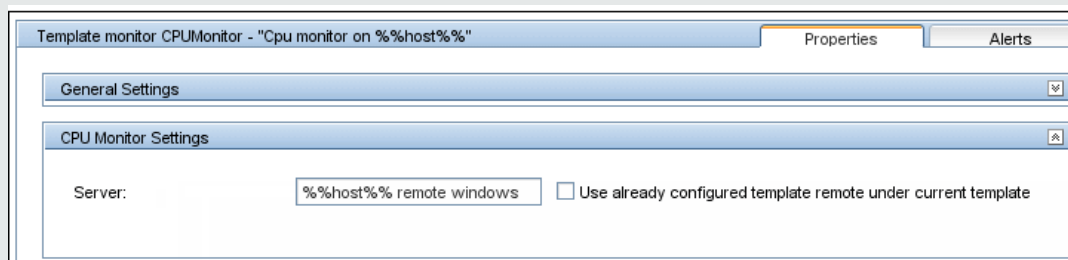 Template monitor CPUMonitor - "Cpu monitor on %%host%%"
Properties
Alerts
General Settings
CPU Monitor Settings
Server: %%host%% remote windows Use already configured template remote under current template